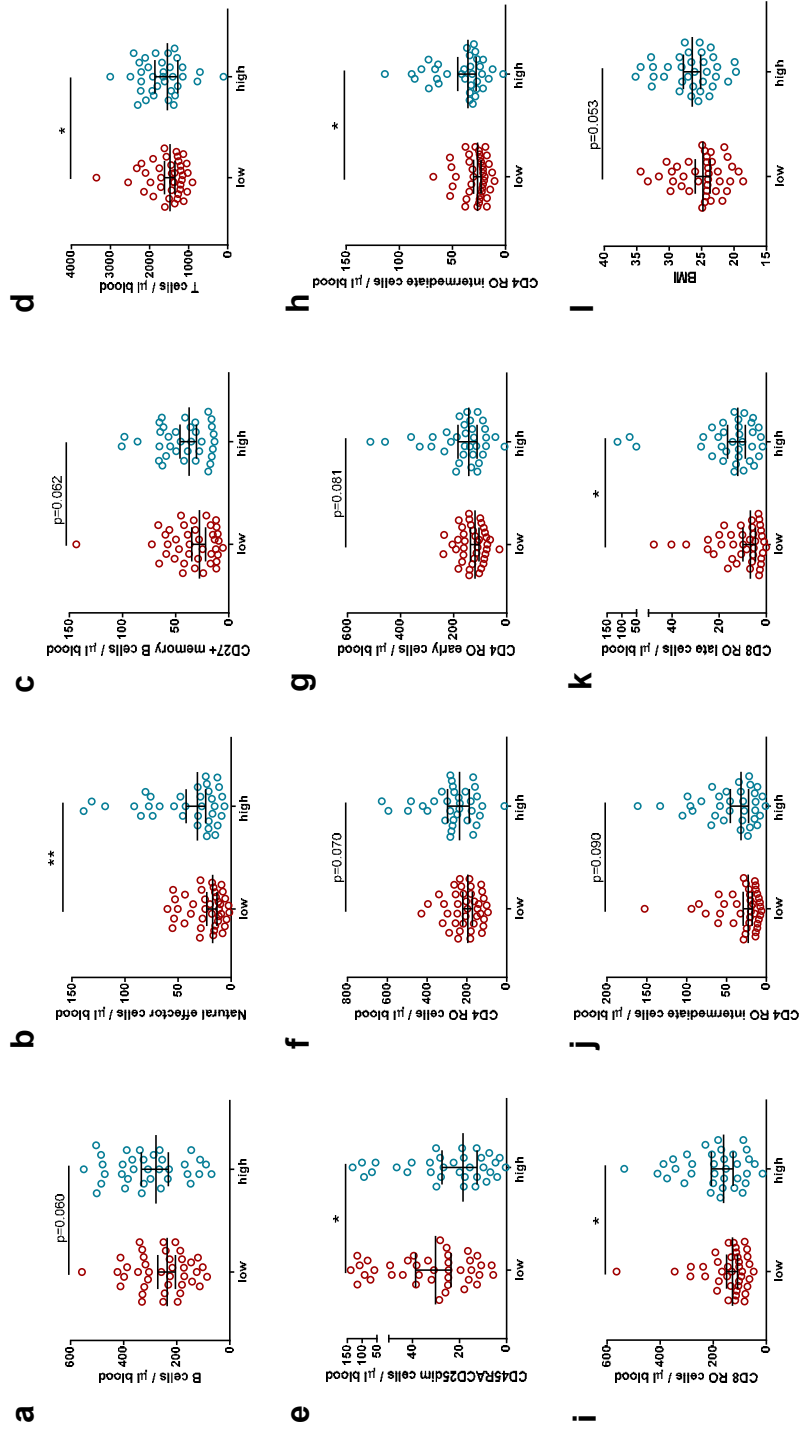 a
B cells / µl blood
600
400
200
0
p=0.060
low
high
b
Natural effector cells / µl blood
150
100
50
0
**
low
high
c
CD27+ memory B cells / µl blood
150
100
50
0
p=0.062
low
high
d
T cells / µl blood
4000
3000
2000
1000
0
*
low
high
e
CD45RACD25dim cells / µl blood
150
100
50
40
20
0
*
low
high
f
CD4 RO cells / µl blood
800
600
400
200
0
p=0.070
low
high
g
CD4 RO early cells / µl blood
600
400
200
0
p=0.081
low
high
h
CD4 RO intermediate cells / µl blood
150
100
50
0
*
low
high
i
CD8 RO cells / µl blood
600
400
200
0
*
low
high
j
CD4 RO intermediate cells / µl blood
200
150
100
50
0
p=0.090
low
high
k
CD8 RO late cells / µl blood
150
100
50
40
20
0
*
low
high
l
BMI
40
35
30
25
20
15
p=0.053
low
high